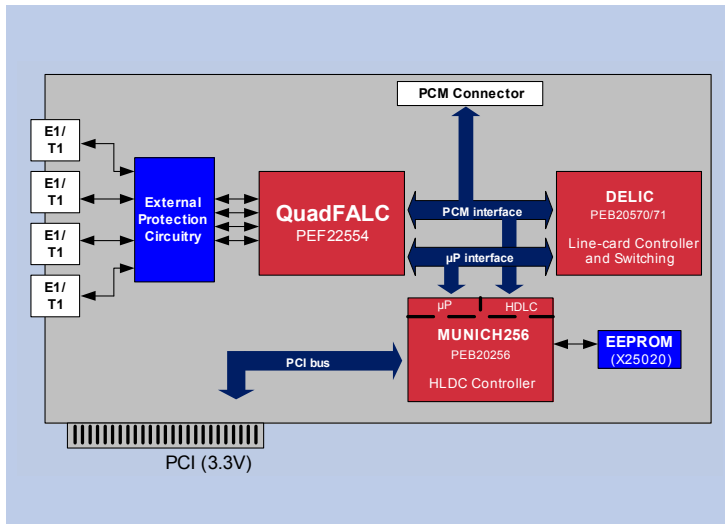 PCM Connector
E1/
T1
E1/
T1
E1/
T1
E1/
T1
External
Protection
Circuitry
QuadFALC
PEF22554
PCM interface
µP interface
DELIC
PEB20570/71
Line-card Controller
and Switching
µP
HDLC
MUNICH256
PEB20256
HLDC Controller
EEPROM
(X25020)
PCI bus
PCI (3.3V)